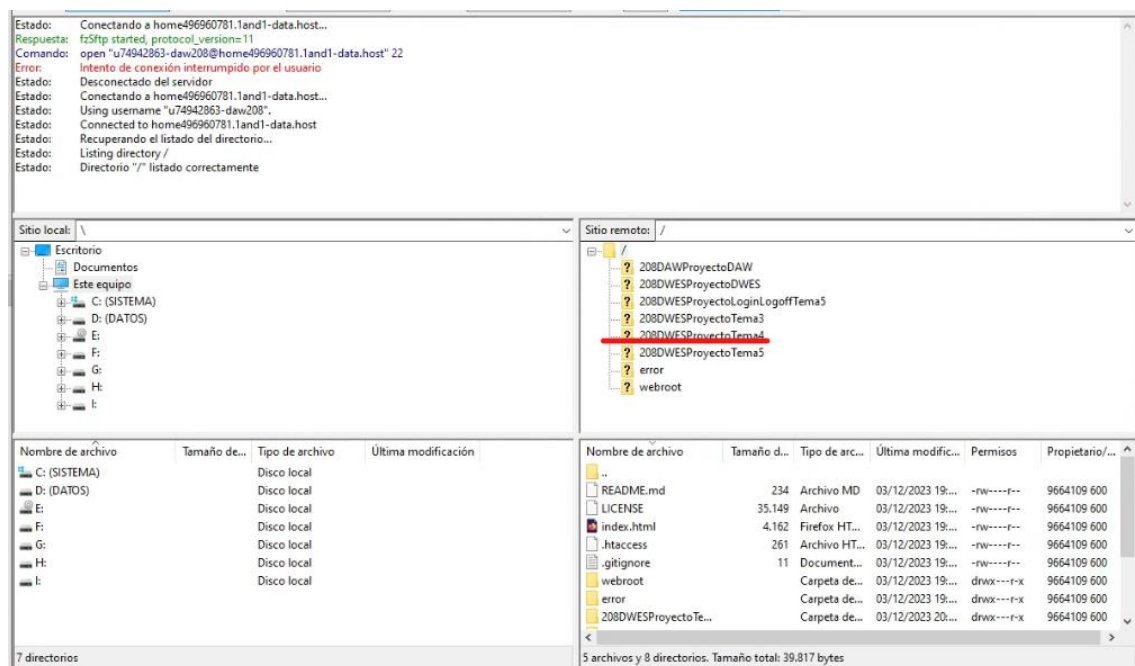 Estado: Conectando a home496960781.1and1-data.host...
Respuesta: fzSftp started, protocol_version=11
Comando: open "u74942863-daw208@home496960781.1and1-data.host" 22
Error: Intento de conexión interrumpido por el usuario
Estado: Desconectado del servidor
Estado: Conectando a home496960781.1and1-data.host...
Estado: Using username "u74942863-daw208".
Estado: Connected to home496960781.1and1-data.host
Estado: Recuperando el listado del directorio...
Estado: Listing directory /
Estado: Directorio "/" listado correctamente
Sitio local: \
Escritorio
Documentos
Este equipo
C: (SISTEMA)
D: (DATOS)
E:
F:
G:
H:
I:
Sitio remoto: /
/
208DAWProyectoDAW
208DWESProyectoDWES
208DWESProyectoLoginLogoffTema5
208DWESProyectoTema3
208DWESProyectoTema4
208DWESProyectoTema5
error
webroot
Nombre de archivo Tamaño de... Tipo de archivo Última modificación
C: (SISTEMA) Disco local
D: (DATOS) Disco local
E: Disco local
F: Disco local
G: Disco local
H: Disco local
I: Disco local
7 directorios
Nombre de archivo Tamaño d... Tipo de arc... Última modific... Permisos Propietario/...
..
README.md 234 Archivo MD 03/12/2023 19:... -rw----r-- 9664109 600
LICENSE 35.149 Archivo 03/12/2023 19:... -rw----r-- 9664109 600
index.html 4.162 Firefox HT... 03/12/2023 19:... -rw----r-- 9664109 600
.htaccess 261 Archivo HT... 03/12/2023 19:... -rw----r-- 9664109 600
.gitignore 11 Document... 03/12/2023 19:... -rw----r-- 9664109 600
webroot Carpeta de... 03/12/2023 19:... drwx---r-x 9664109 600
error Carpeta de... 03/12/2023 19:... drwx---r-x 9664109 600
208DWESProyectoTe... Carpeta de... 03/12/2023 20:... drwx---r-x 9664109 600
5 archivos y 8 directorios. Tamaño total: 39.817 bytes